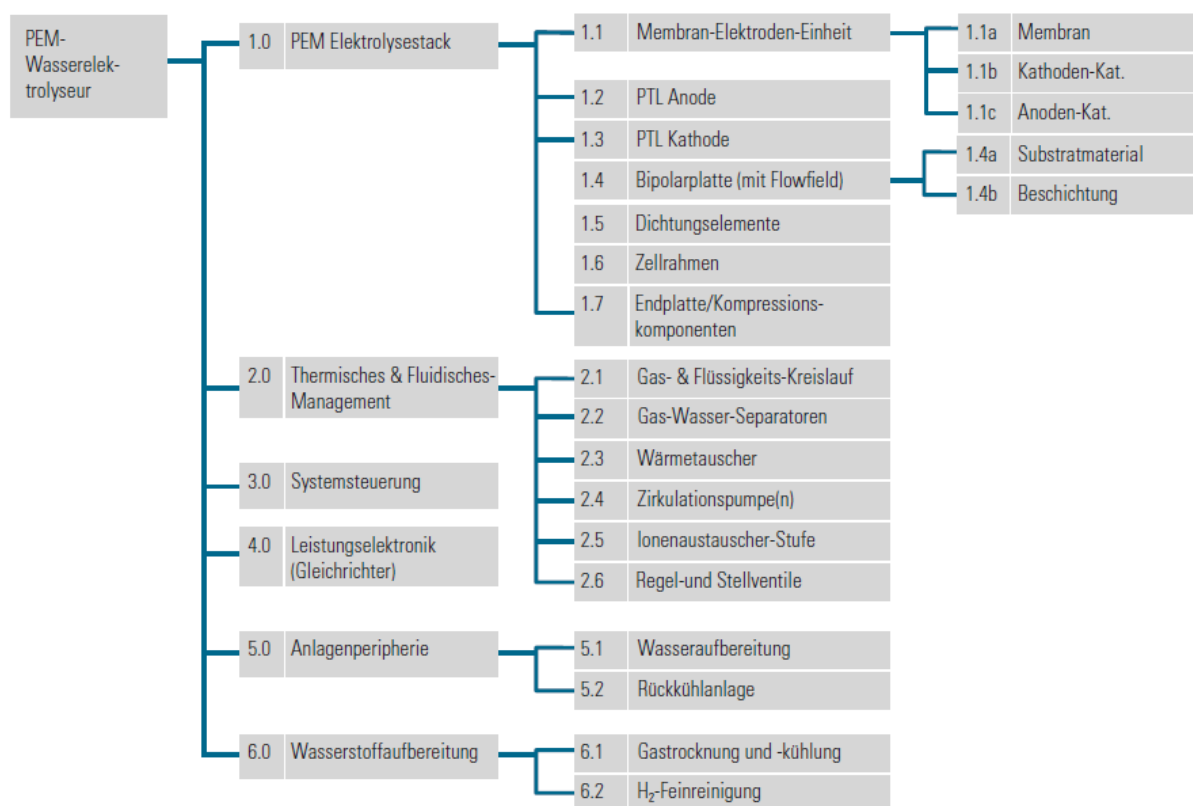 PEM-
Wasserelek-
trolyseur
1.0 PEM Elektrolysestack
1.1 Membran-Elektroden-Einheit
1.1a Membran
1.1b Kathoden-Kat.
1.1c Anoden-Kat.
1.2 PTL Anode
1.3 PTL Kathode
1.4 Bipolarplatte (mit Flowfield)
1.4a Substratmaterial
1.4b Beschichtung
1.5 Dichtungselemente
1.6 Zellrahmen
1.7 Endplatte/Kompressions-
komponenten
2.0 Thermisches & Fluidisches-
Management
2.1 Gas- & Flüssigkeits-Kreislauf
2.2 Gas-Wasser-Separatoren
2.3 Wärmetauscher
2.4 Zirkulationspumpe(n)
2.5 Ionenaustauscher-Stufe
2.6 Regel-und Stellventile
3.0 Systemsteuerung
4.0 Leistungselektronik
(Gleichrichter)
5.0 Anlagenperipherie
5.1 Wasseraufbereitung
5.2 Rückkühlanlage
6.0 Wasserstoffaufbereitung
6.1 Gastrocknung und -kühlung
6.2 H₂-Feinreinigung